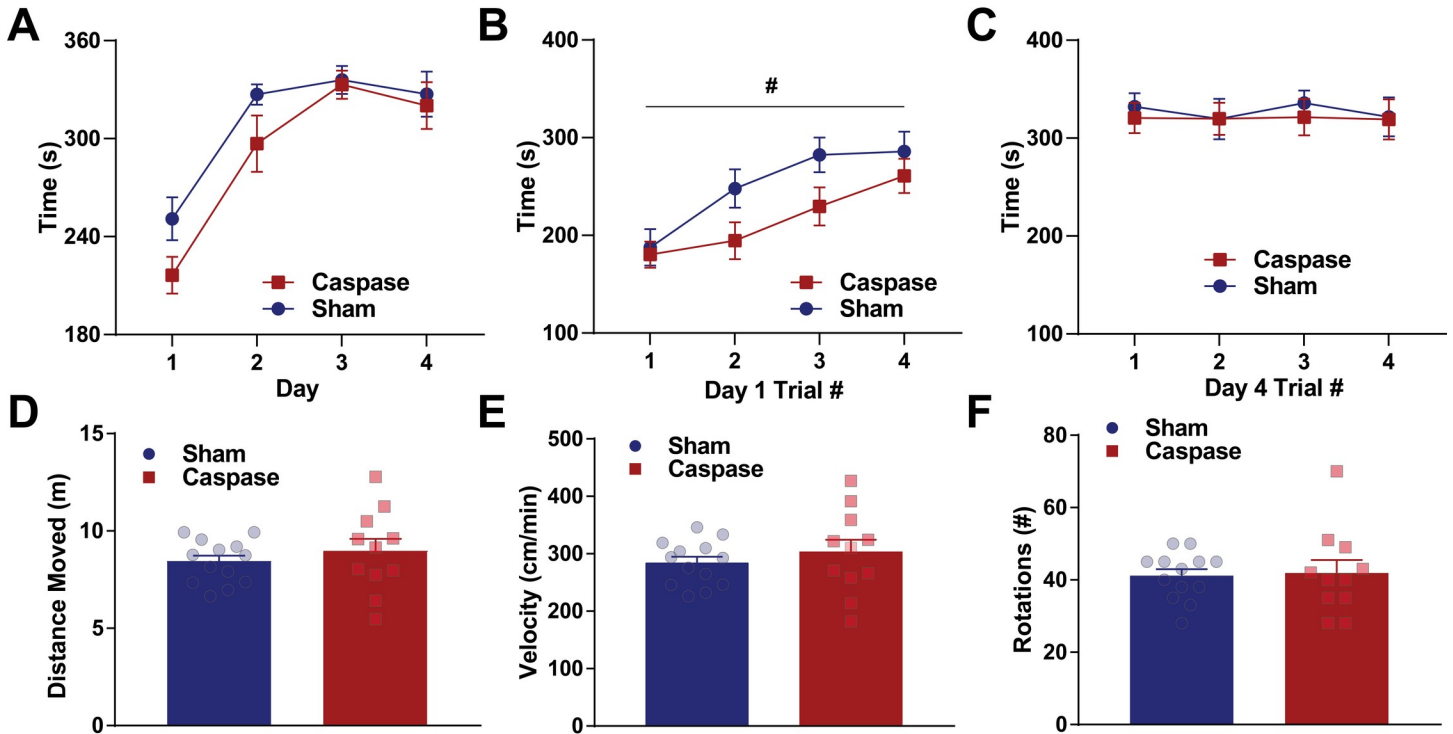 A
Time (s)
360
300
240
180
1 2 3 4
Day
Caspase
Sham
B
Time (s)
400
300
200
100
#
1 2 3 4
Day 1 Trial #
Caspase
Sham
C
Time (s)
400
300
200
100
1 2 3 4
Day 4 Trial #
Caspase
Sham
D
Distance Moved (m)
15
10
5
0
Sham
Caspase
E
Velocity (cm/min)
500
400
300
200
100
0
Sham
Caspase
F
Rotations (#)
80
60
40
20
0
Sham
Caspase